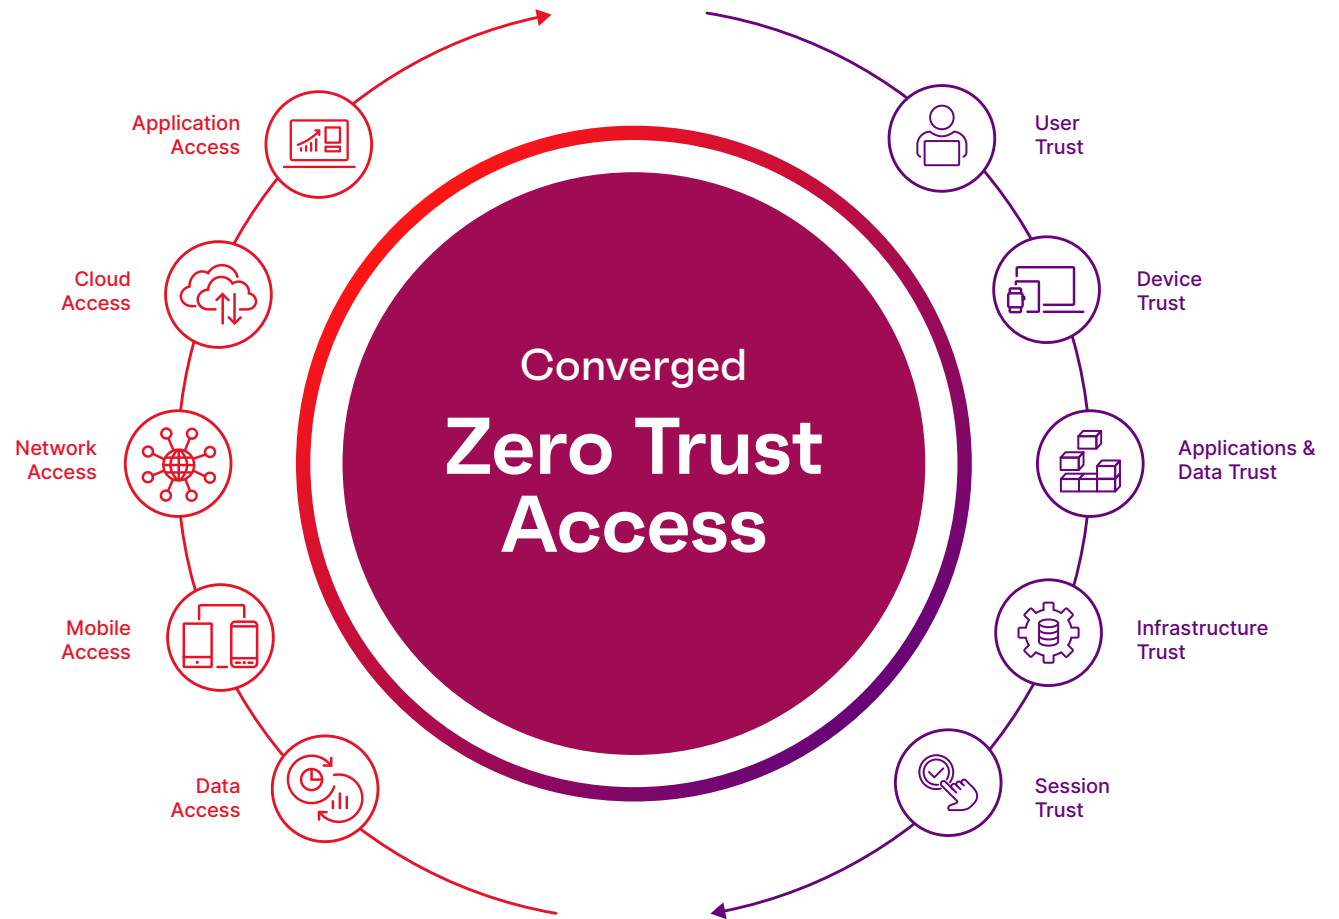 Application
Access
Cloud
Access
Network
Access
Mobile
Access
Data
Access
Converged
Zero Trust
Access
User
Trust
Device
Trust
Applications &
Data Trust
Infrastructure
Trust
Session
Trust